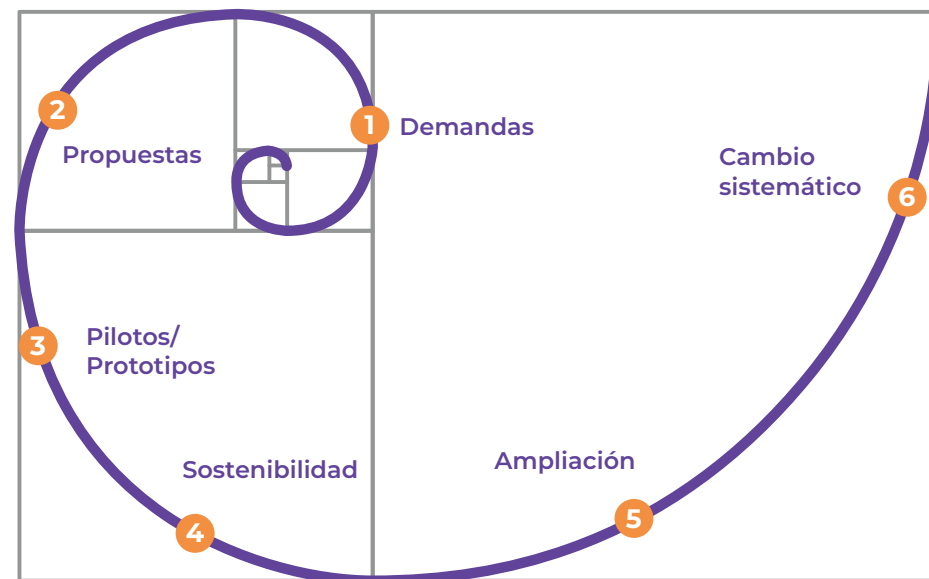 1
Demandas
2
Propuestas
3
Pilotos/
Prototipos
4
Sostenibilidad
5
Ampliación
6
Cambio
sistemático